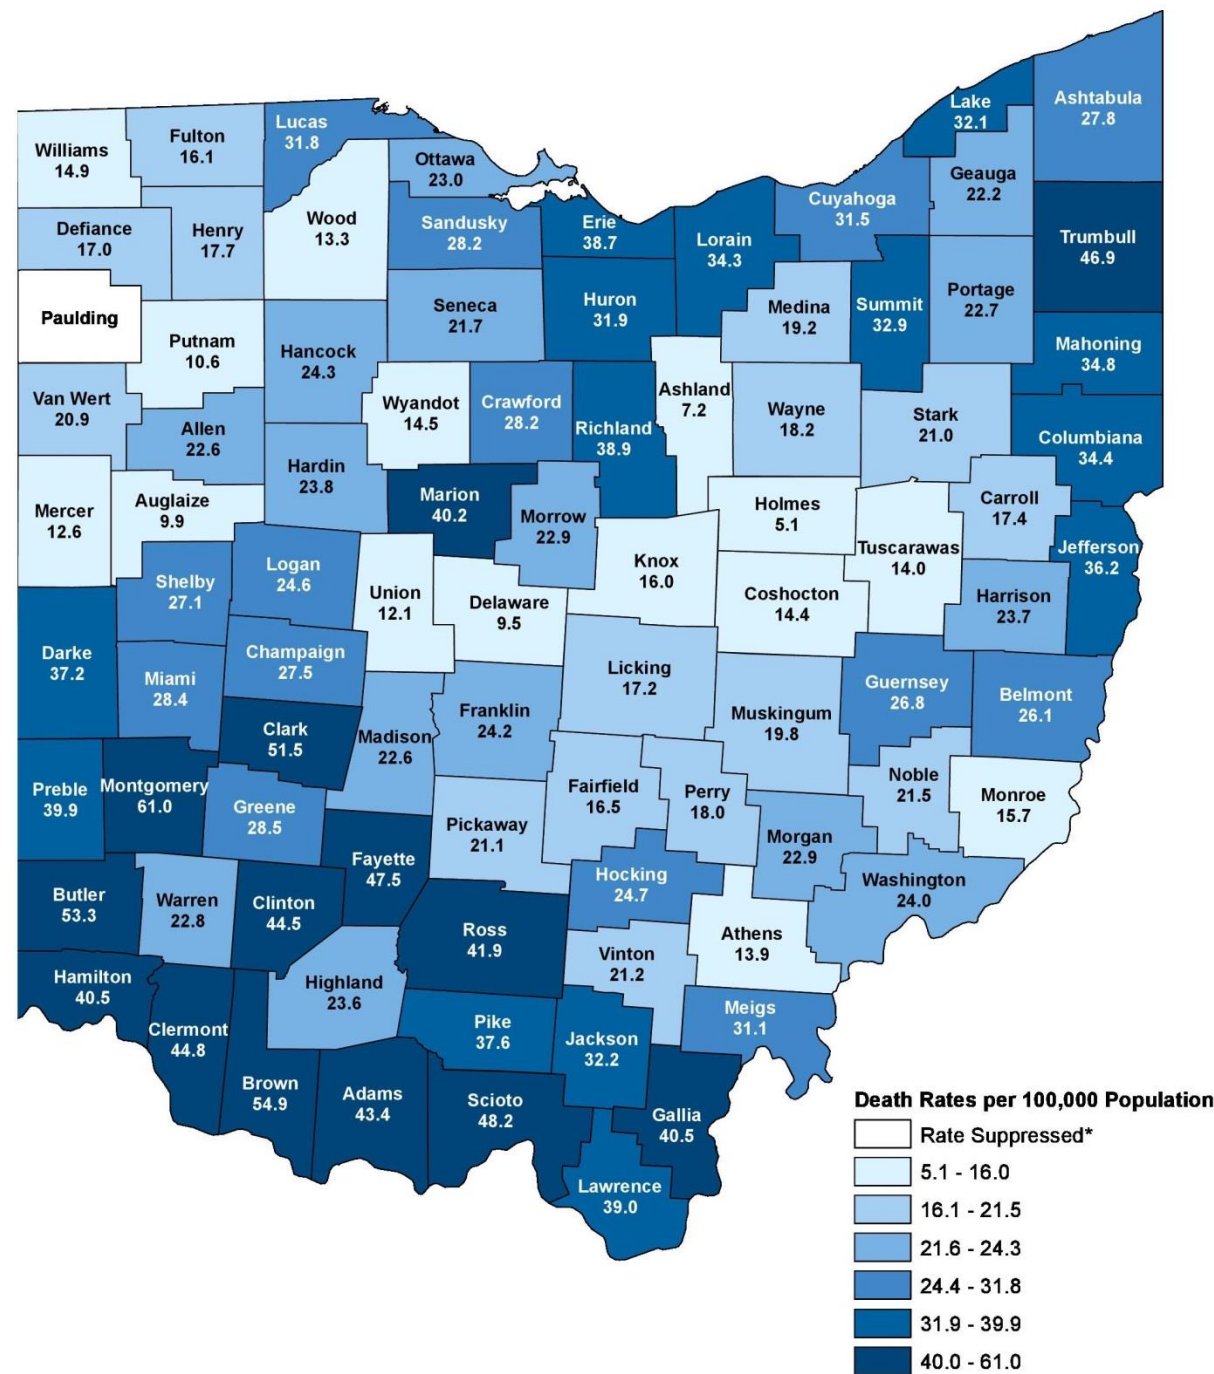 Lake
32.1
Ashtabula
27.8
Lucas
31.8
Fulton
16.1
Williams
14.9
Ottawa
23.0
Geauga
22.2
Cuyahoga
31.5
Wood
13.3
Sandusky
28.2
Erie
38.7
Lorain
34.3
Trumbull
46.9
Defiance
17.0
Henry
17.7
Huron
31.9
Medina
19.2
Summit
32.9
Portage
22.7
Paulding
Putnam
10.6
Hancock
24.3
Seneca
21.7
Mahoning
34.8
Van Wert
20.9
Allen
22.6
Wyandot
14.5
Crawford
28.2
Richland
38.9
Ashland
7.2
Wayne
18.2
Stark
21.0
Columbiana
34.4
Hardin
23.8
Mercer
12.6
Auglaize
9.9
Marion
40.2
Morrow
22.9
Holmes
5.1
Carroll
17.4
Tuscarawas
14.0
Jefferson
36.2
Shelby
27.1
Logan
24.6
Union
12.1
Delaware
9.5
Knox
16.0
Coshocton
14.4
Harrison
23.7
Darke
37.2
Miami
28.4
Champaign
27.5
Licking
17.2
Guernsey
26.8
Belmont
26.1
Clark
51.5
Madison
22.6
Franklin
24.2
Muskingum
19.8
Preble
39.9
Montgomery
61.0
Greene
28.5
Fairfield
16.5
Perry
18.0
Noble
21.5
Monroe
15.7
Pickaway
21.1
Morgan
22.9
Fayette
47.5
Hocking
24.7
Washington
24.0
Butler
53.3
Warren
22.8
Clinton
44.5
Ross
41.9
Vinton
21.2
Athens
13.9
Hamilton
40.5
Highland
23.6
Meigs
31.1
Clermont
44.8
Pike
37.6
Jackson
32.2
Brown
54.9
Adams
43.4
Scioto
48.2
Gallia
40.5
Lawrence
39.0
Death Rates per 100,000 Population
Rate Suppressed*
5.1 - 16.0
16.1 - 21.5
21.6 - 24.3
24.4 - 31.8
31.9 - 39.9
40.0 - 61.0